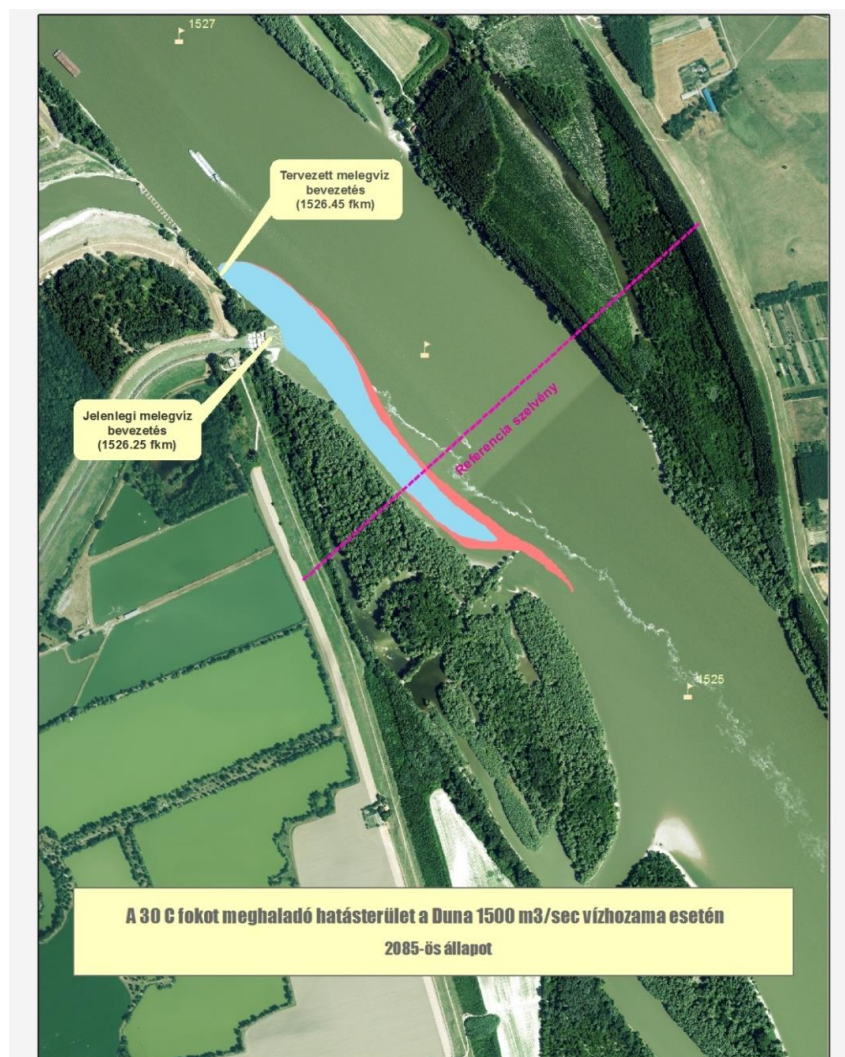 1527
Tervezett melegvíz
bevezetés
(1526.45 fkm)
Jelenlegi melegvíz
bevezetés
(1526.25 fkm)
Referencia szelvény
1525
A 30 C fokot meghaladó hatásterület a Duna 1500 m3/sec vízhozama esetén
2085-ös állapot